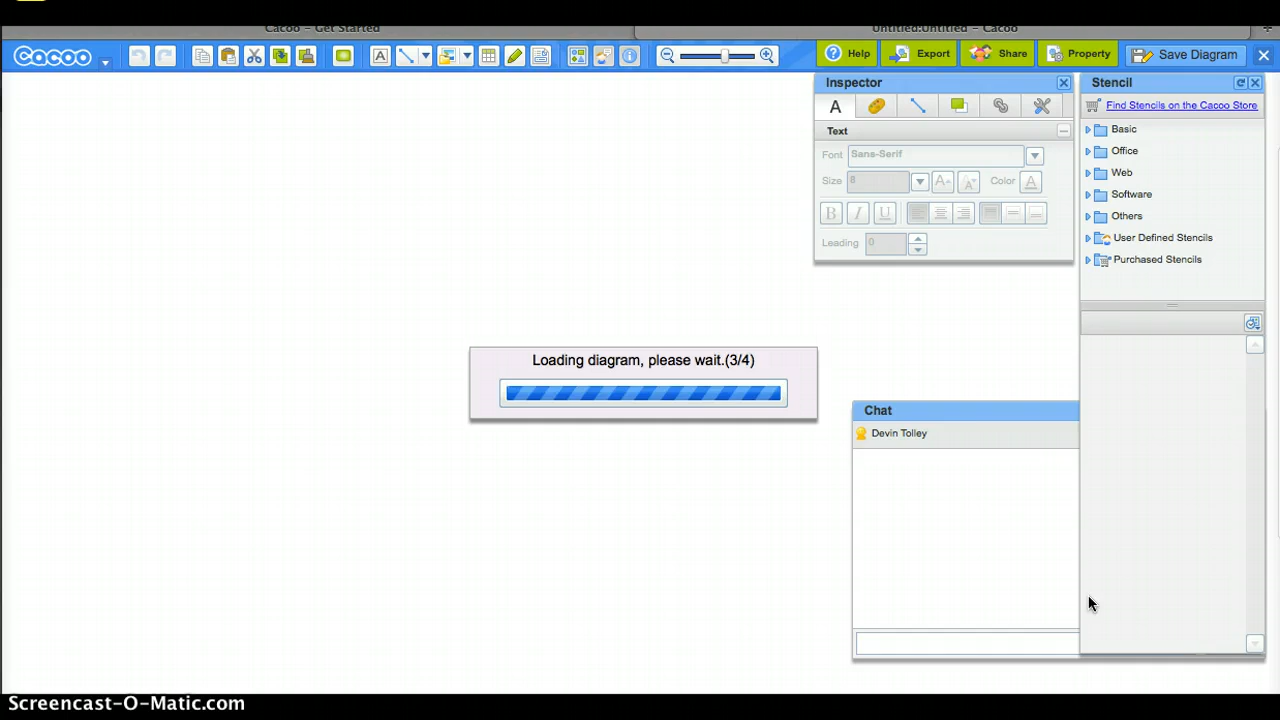 Cacoo – Get Started
Untitled:Untitled – Cacoo
Cacoo
Help
Export
Share
Property
Save Diagram
Inspector
Text
Font Sans-Serif
Size 8 Color
B I U
Leading 0
Stencil
Find Stencils on the Cacoo Store
Basic
Office
Web
Software
Others
User Defined Stencils
Purchased Stencils
Loading diagram, please wait.(3/4)
Chat
Devin Tolley
Screencast-O-Matic.com